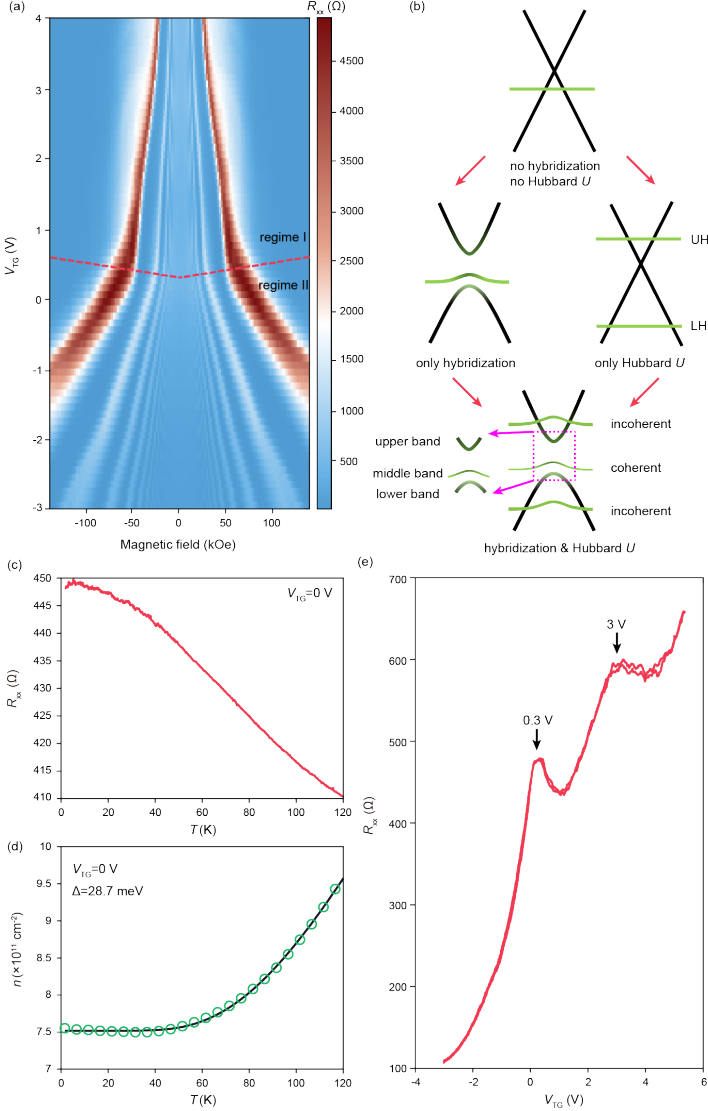 (a)
R_xx (Ω)
4
3
2
1
0
-1
-2
-3
V_TG (V)
regime I
regime II
-100
-50
0
50
100
Magnetic field (kOe)
4500
4000
3500
3000
2500
2000
1500
1000
500
(b)
no hybridization
no Hubbard U
UH
LH
only hybridization
only Hubbard U
incoherent
upper band
middle band
coherent
lower band
incoherent
hybridization & Hubbard U
(c)
V_TG=0 V
450
445
440
435
430
425
420
415
410
R_xx (Ω)
0
20
40
60
80
100
120
T(K)
(d)
V_TG=0 V
Δ=28.7 meV
10
9.5
9
8.5
8
7.5
7
6.5
6
n(×10¹¹ cm⁻²)
0
20
40
60
80
100
120
T(K)
(e)
700
600
500
400
300
200
100
R_xx (Ω)
0.3 V
3 V
-4
-2
0
2
4
6
V_TG (V)